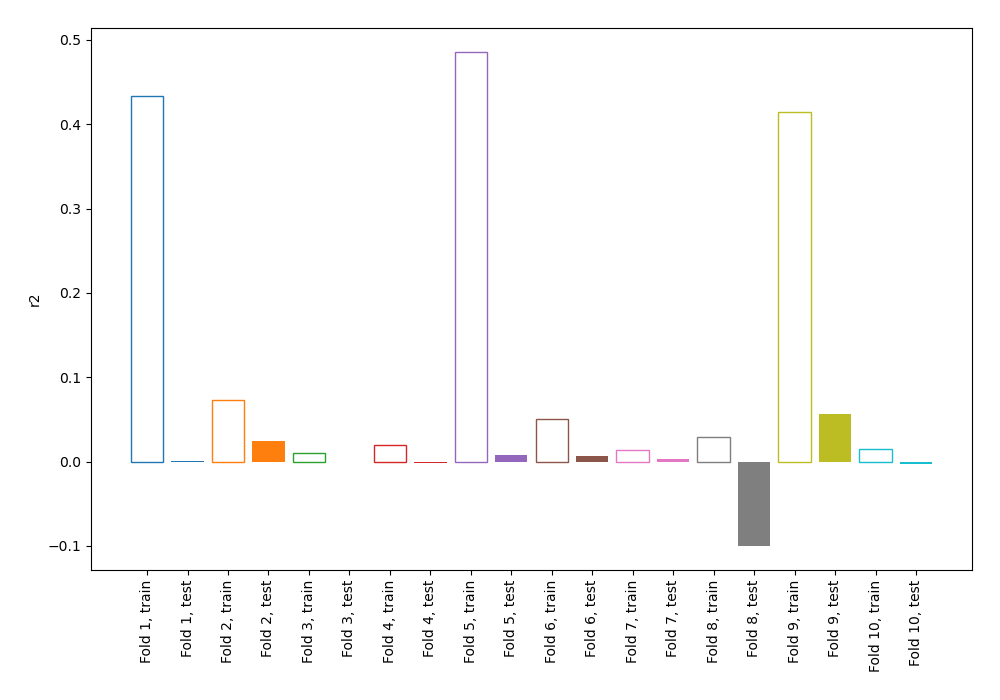 0.5
0.4
0.3
0.2
0.1
0.0
−0.1
r2
Fold 1, train
Fold 1, test
Fold 2, train
Fold 2, test
Fold 3, train
Fold 3, test
Fold 4, train
Fold 4, test
Fold 5, train
Fold 5, test
Fold 6, train
Fold 6, test
Fold 7, train
Fold 7, test
Fold 8, train
Fold 8, test
Fold 9, train
Fold 9, test
Fold 10, train
Fold 10, test